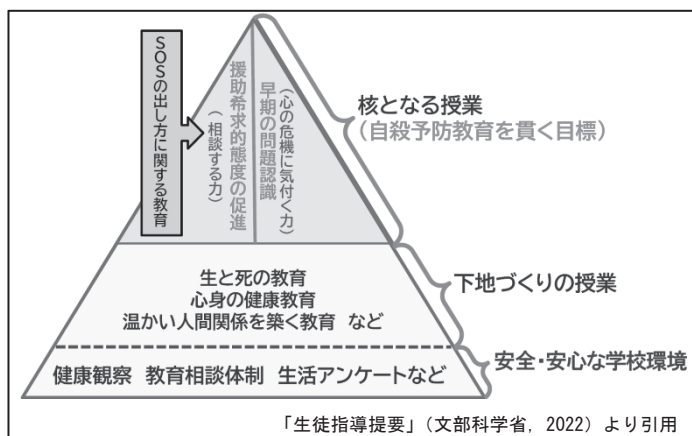 SOSの出し方に関する教育
援助希求的態度の促進
(相談する力)
早期の問題認識
(心の危機に気付く力)
核となる授業
(自殺予防教育を貫く目標)
生と死の教育
心身の健康教育
温かい人間関係を築く教育 など
下地づくりの授業
健康観察 教育相談体制 生活アンケートなど
安全・安心な学校環境
「生徒指導提要」（文部科学省，2022）より引用